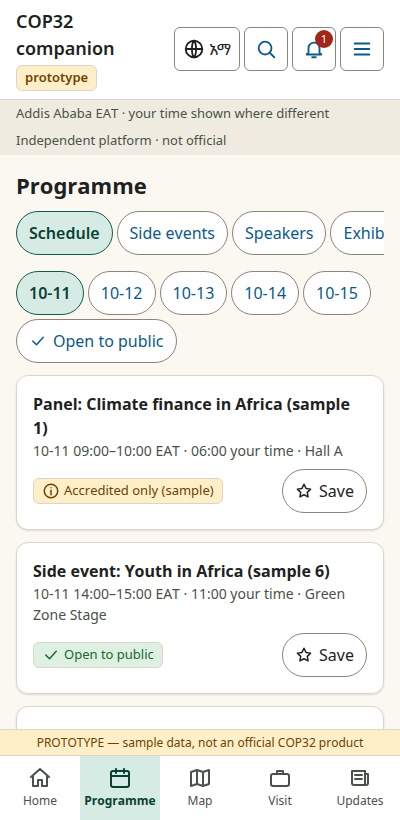 COP32
companion
prototype
አማ
1
Addis Ababa EAT · your time shown where different
Independent platform · not official
Programme
Schedule
Side events
Speakers
Exhib
10-11
10-12
10-13
10-14
10-15
Open to public
Panel: Climate finance in Africa (sample
1)
10-11 09:00–10:00 EAT · 06:00 your time · Hall A
Accredited only (sample)
Save
Side event: Youth in Africa (sample 6)
10-11 14:00–15:00 EAT · 11:00 your time · Green
Zone Stage
Open to public
Save
PROTOTYPE — sample data, not an official COP32 product
Home
Programme
Map
Visit
Updates